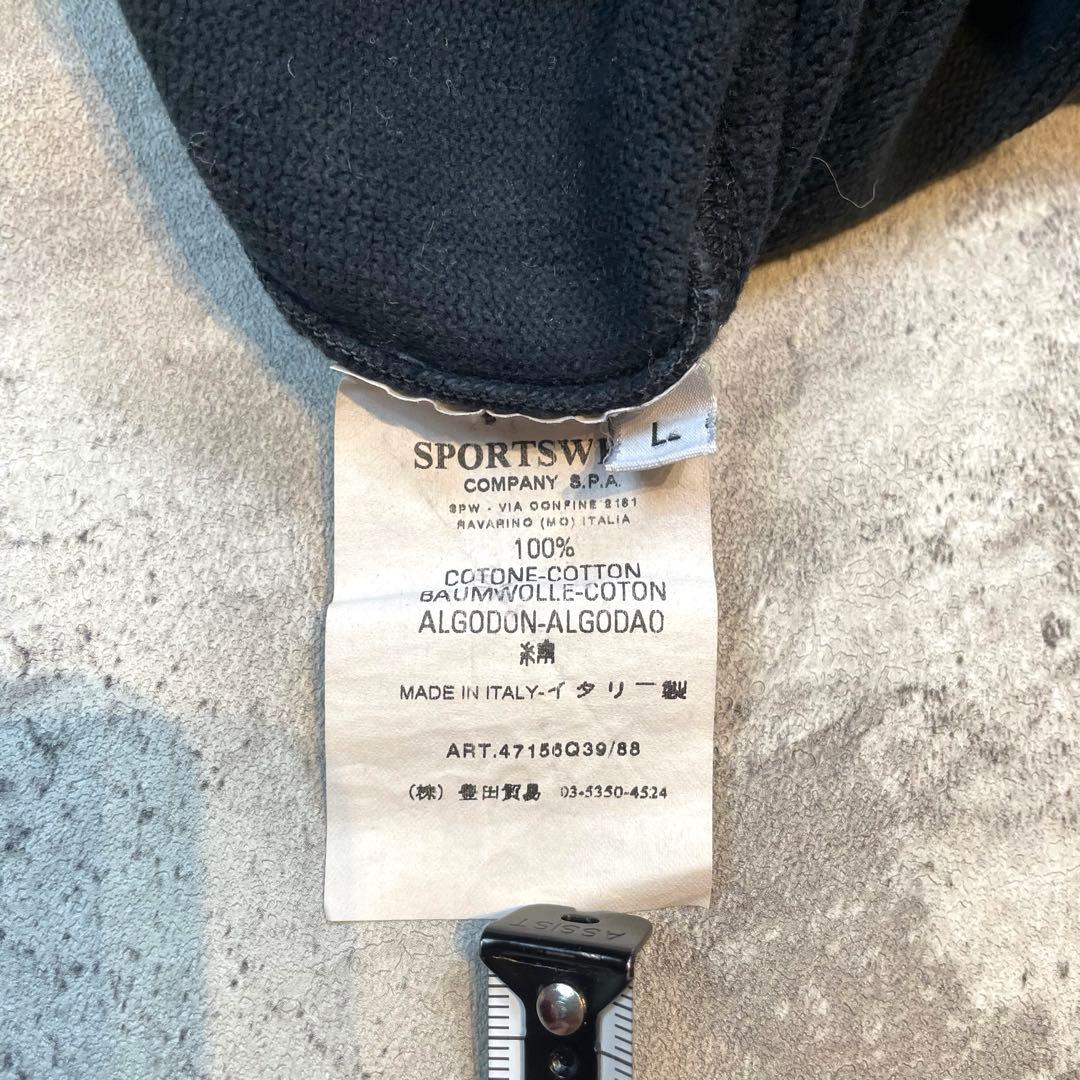 L
SPORTSW
COMPANY S.P.A.
SPW - VIA CONFINE 2161
RAVARINO (MO) ITALIA
100%
COTONE-COTTON
BAUMWOLLE-COTON
ALGODON-ALGODAO
綿
MADE IN ITALY-イタリー製
ART.47156Q39/88
(株) 豊田貿易 03-5350-4524
ASSIST